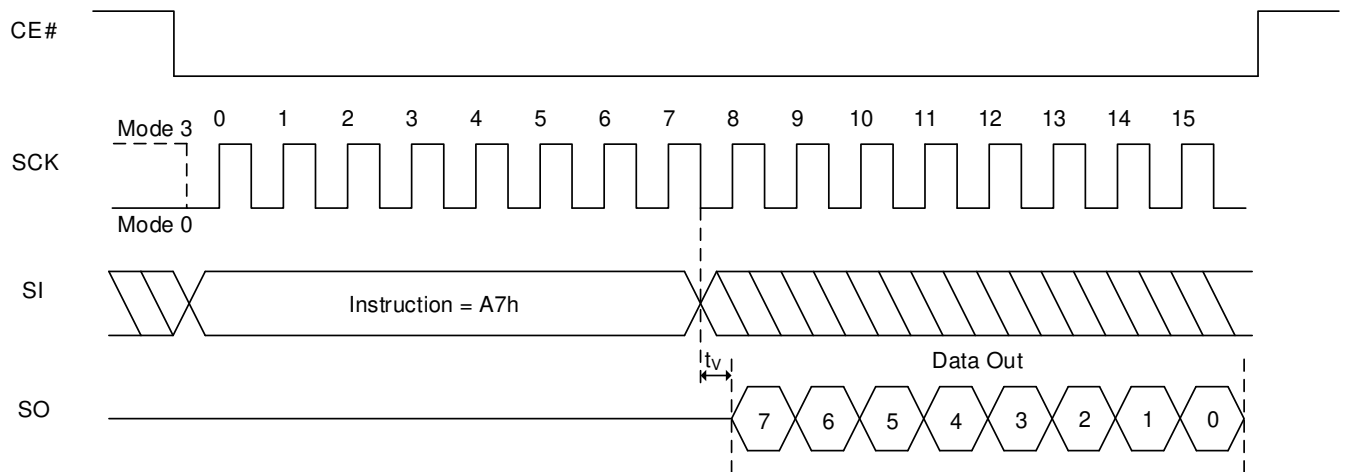 CE#
Mode 3 0 1 2 3 4 5 6 7 8 9 10 11 12 13 14 15
SCK
Mode 0
SI
Instruction = A7h
tV Data Out
SO 7 6 5 4 3 2 1 0